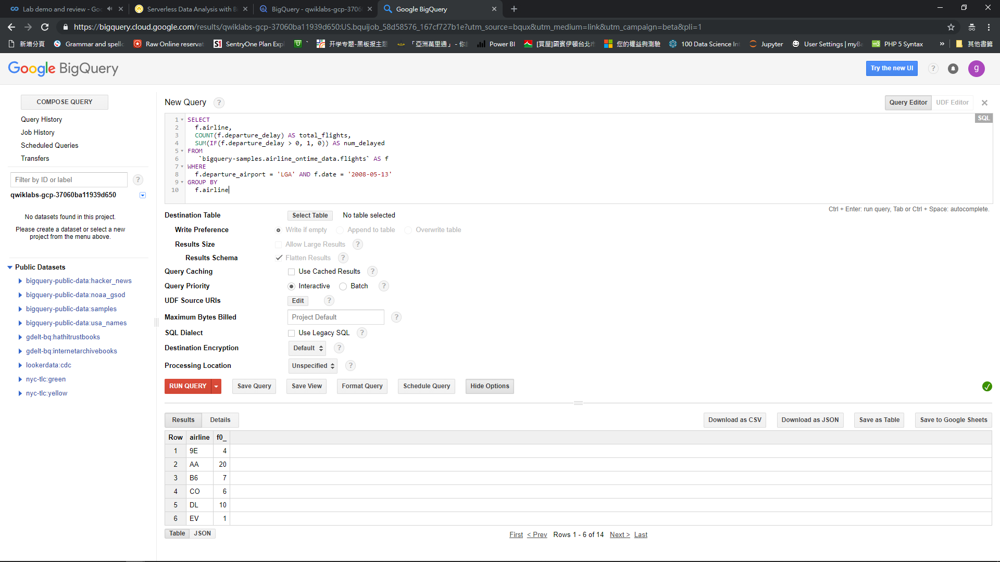 Lab demo and review - Goo
Serverless Data Analysis with B
BigQuery - qwiklabs-gcp-3706
Google BigQuery
https://bigquery.cloud.google.com/results/qwiklabs-gcp-37060ba11939d650:US.bquijob_58d58576_167cf727b1e?utm_source=bqux&utm_medium=link&utm_campaign=beta&pli=1
新增分頁
Grammar and spell
Raw Online reserva
SentryOne Plan Expl
`
开学专题-黑板报主题
「亞洲萬里通」 - 你
Power BI
[買屋]國賓伊頓台北市
您的權益與測驗
100 Data Science In
Jupyter
User Settings | myBa
PHP 5 Syntax
»
其他書籤
Google BigQuery
Try the new UI
?
g
COMPOSE QUERY
Query History
Job History
Scheduled Queries
Transfers
Filter by ID or label
?
qwiklabs-gcp-37060ba11939d650
No datasets found in this project.
Please create a dataset or select a new
project from the menu above.
Public Datasets
bigquery-public-data:hacker_news
bigquery-public-data:noaa_gsod
bigquery-public-data:samples
bigquery-public-data:usa_names
gdelt-bq:hathitrustbooks
gdelt-bq:internetarchivebooks
lookerdata:cdc
nyc-tlc:green
nyc-tlc:yellow
New Query ?
Query Editor UDF Editor
SQL
1 SELECT
2 f.airline,
3 COUNT(f.departure_delay) AS total_flights,
4 SUM(IF(f.departure_delay > 0, 1, 0)) AS num_delayed
5 FROM
6 `bigquery-samples.airline_ontime_data.flights` AS f
7 WHERE
8 f.departure_airport = 'LGA' AND f.date = '2008-05-13'
9 GROUP BY
10 f.airline
Ctrl + Enter: run query, Tab or Ctrl + Space: autocomplete.
Destination Table Select Table No table selected
Write Preference Write if empty Append to table Overwrite table
Results Size Allow Large Results ?
Results Schema Flatten Results ?
Query Caching Use Cached Results ?
Query Priority Interactive Batch ?
UDF Source URIs Edit ?
Maximum Bytes Billed Project Default ?
SQL Dialect Use Legacy SQL ?
Destination Encryption Default ?
Processing Location Unspecified ?
RUN QUERY Save Query Save View Format Query Schedule Query Hide Options
Results Details Download as CSV Download as JSON Save as Table Save to Google Sheets
Row airline f0_
1 9E 4
2 AA 20
3 B6 7
4 CO 6
5 DL 10
6 EV 1
Table JSON First < Prev Rows 1 - 6 of 14 Next > Last